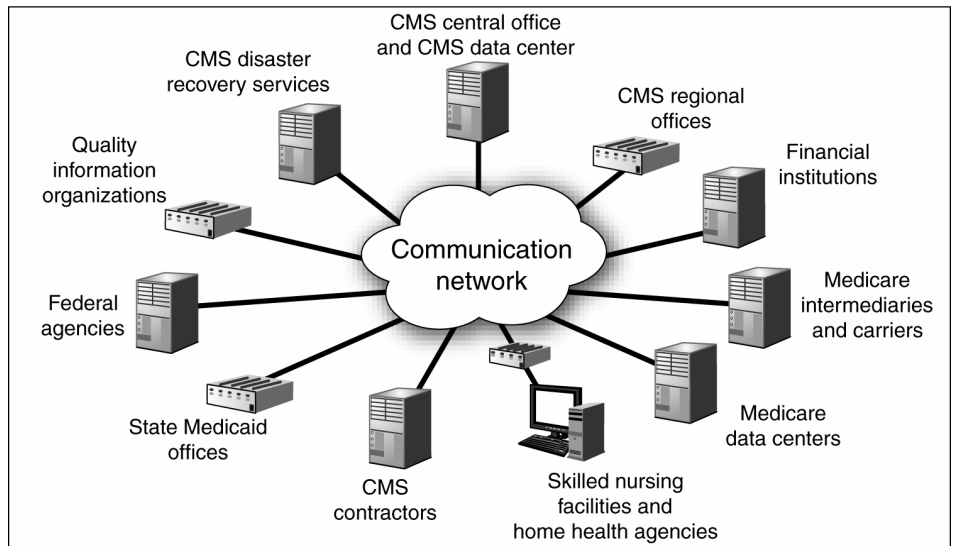 CMS central office
and CMS data center
CMS disaster
recovery services
CMS regional
offices
Quality
information
organizations
Financial
institutions
Communication
network
Federal
agencies
Medicare
intermediaries
and carriers
State Medicaid
offices
Medicare
data centers
CMS
contractors
Skilled nursing
facilities and
home health agencies